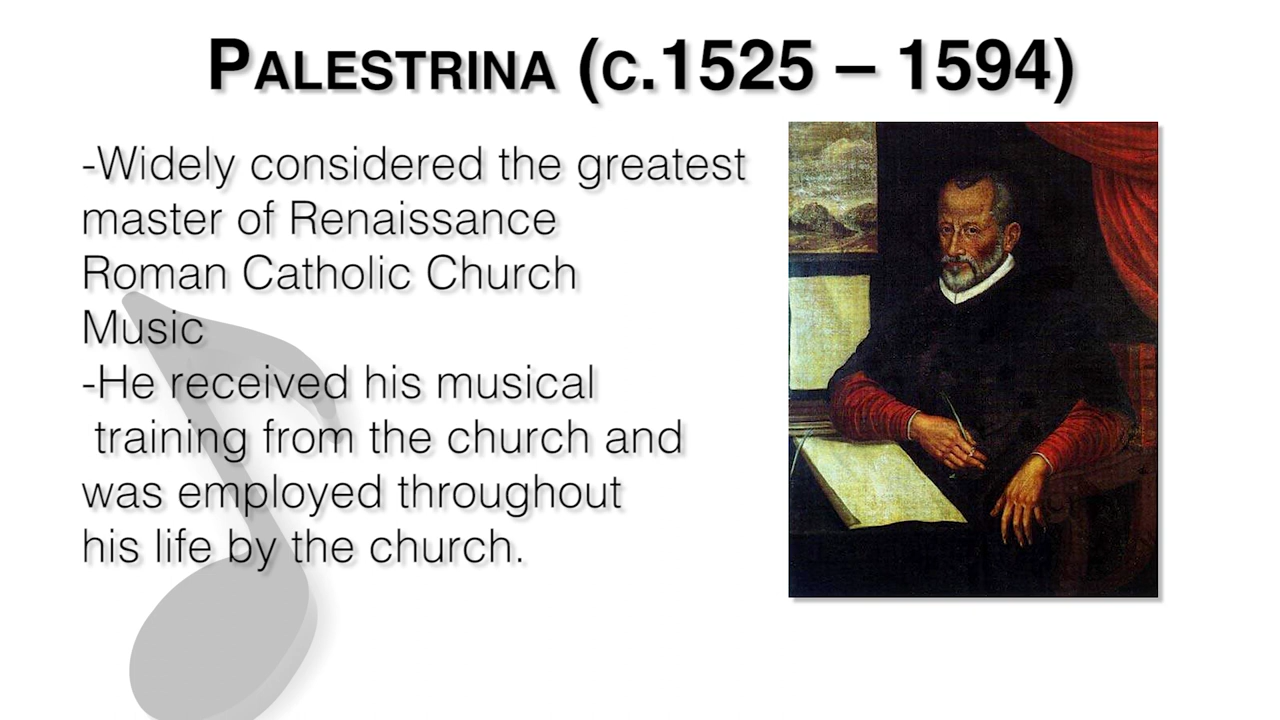 Palestrina (c.1525 – 1594)
-Widely considered the greatest
master of Renaissance
Roman Catholic Church
Music
-He received his musical
training from the church and
was employed throughout
his life by the church.